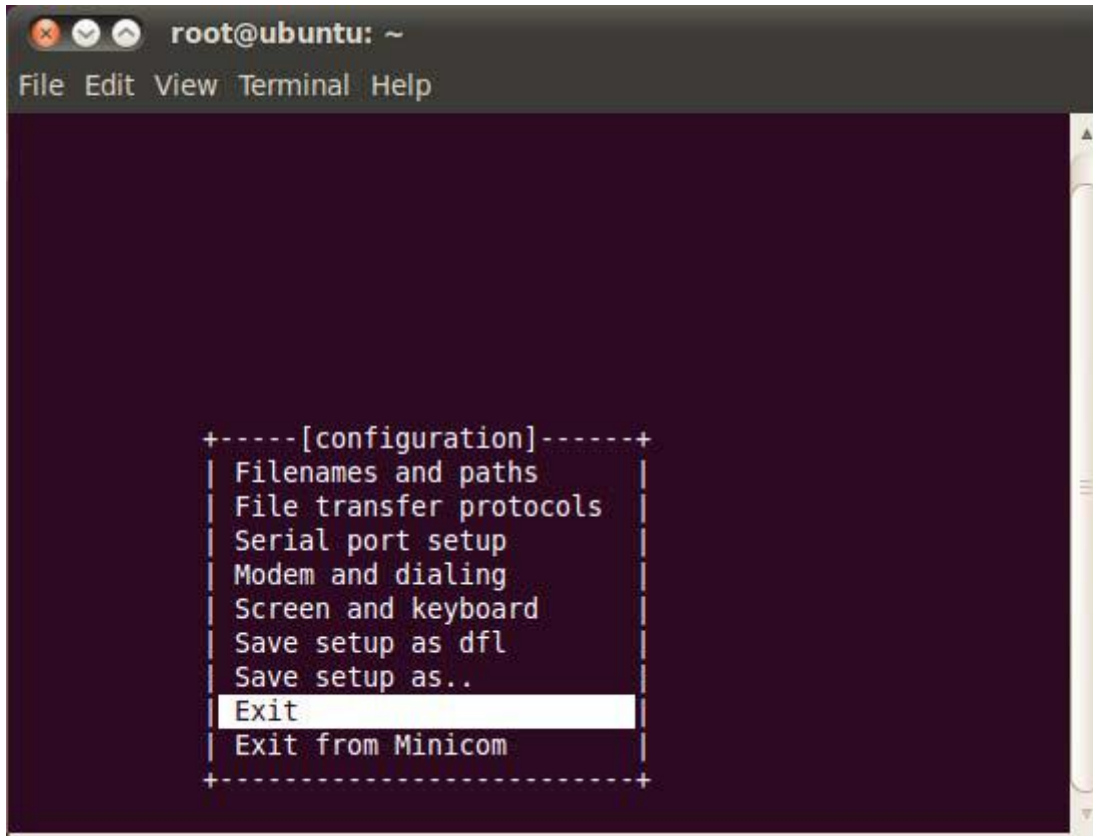 root@ubuntu: ~
File Edit View Terminal Help
+-----[configuration]------+
| Filenames and paths |
| File transfer protocols |
| Serial port setup |
| Modem and dialing |
| Screen and keyboard |
| Save setup as dfl |
| Save setup as.. |
| Exit |
| Exit from Minicom |
+--------------------------+